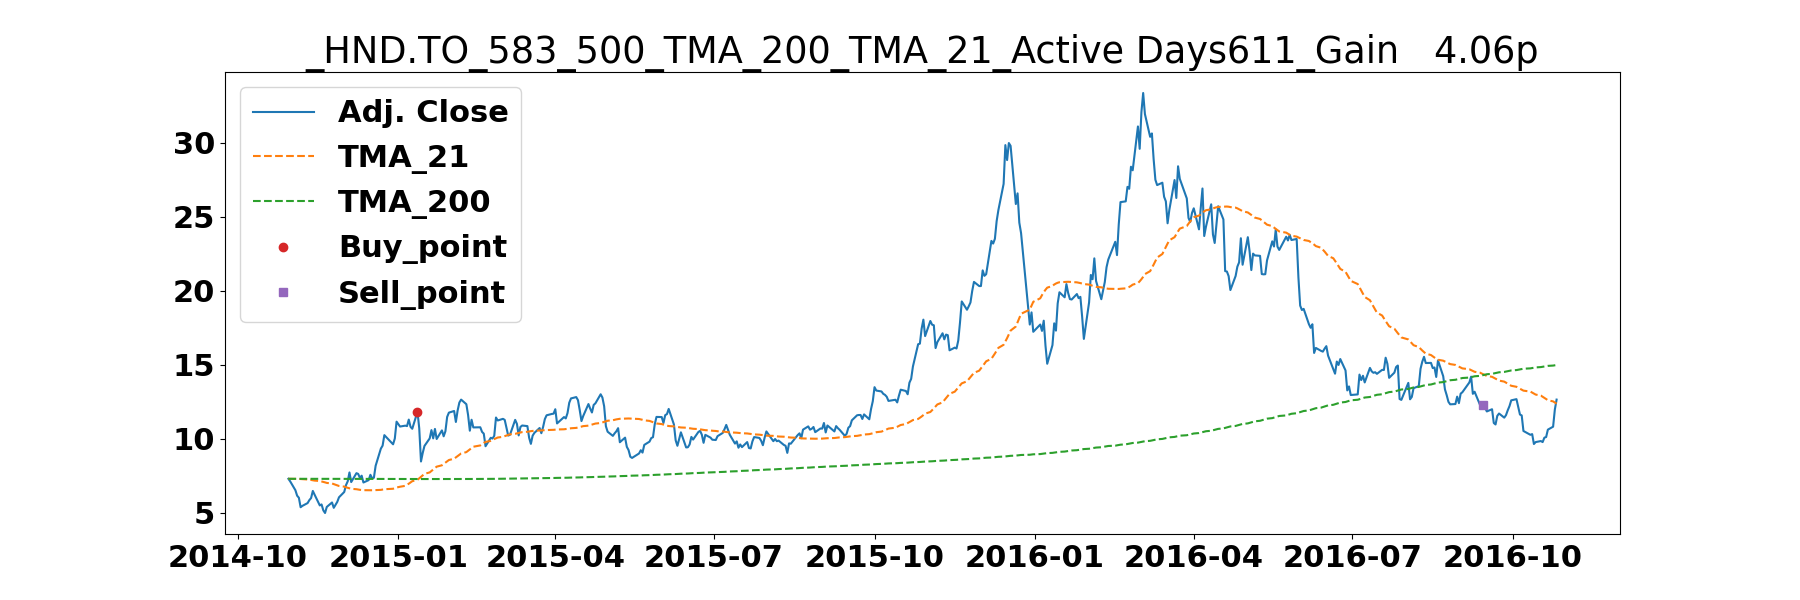 _HND.TO_583_500_TMA_200_TMA_21_Active Days611_Gain   4.06p
Adj. Close
TMA_21
TMA_200
Buy_point
Sell_point
30
25
20
15
10
5
2014-10 2015-01 2015-04 2015-07 2015-10 2016-01 2016-04 2016-07 2016-10